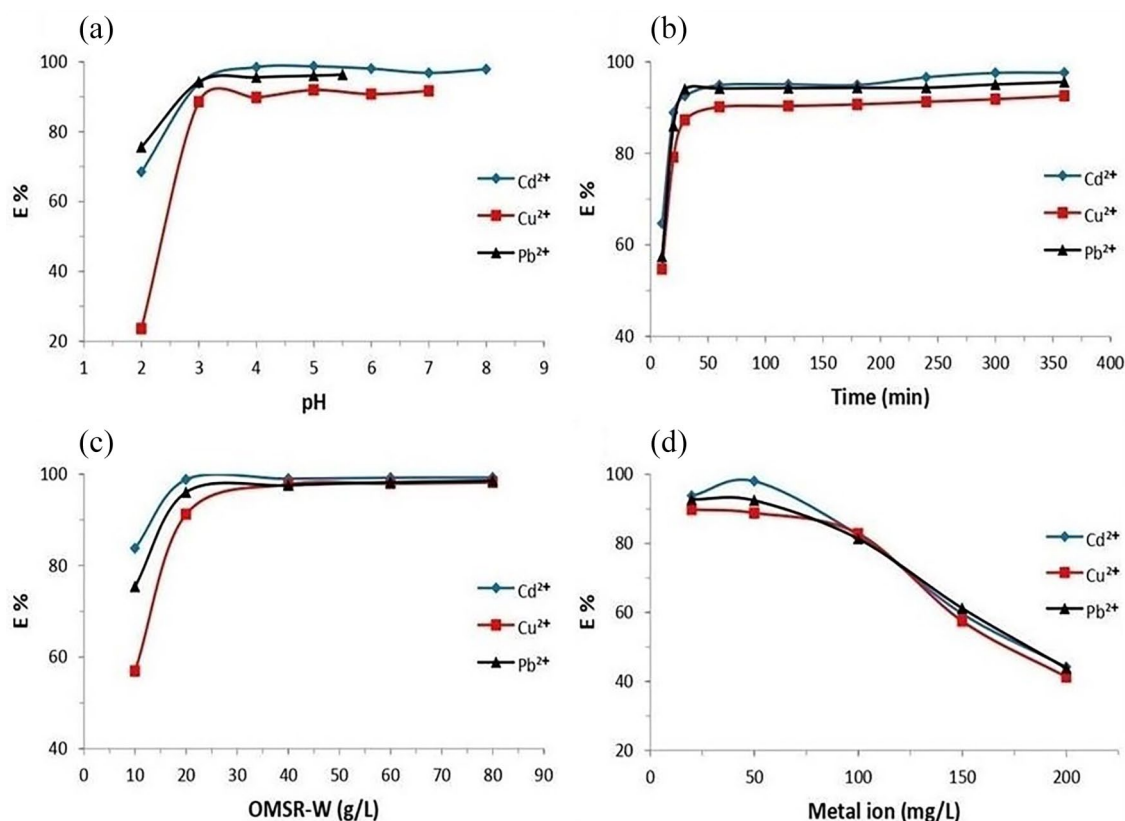 (a)
100
80
60
40
20
E %
1 2 3 4 5 6 7 8 9
pH
Cd²⁺
Cu²⁺
Pb²⁺
(b)
100
80
60
40
E %
0 50 100 150 200 250 300 350 400
Time (min)
Cd²⁺
Cu²⁺
Pb²⁺
(c)
100
80
60
40
E %
0 10 20 30 40 50 60 70 80 90
OMSR-W (g/L)
Cd²⁺
Cu²⁺
Pb²⁺
(d)
100
80
60
40
20
E %
0 50 100 150 200
Metal ion (mg/L)
Cd²⁺
Cu²⁺
Pb²⁺